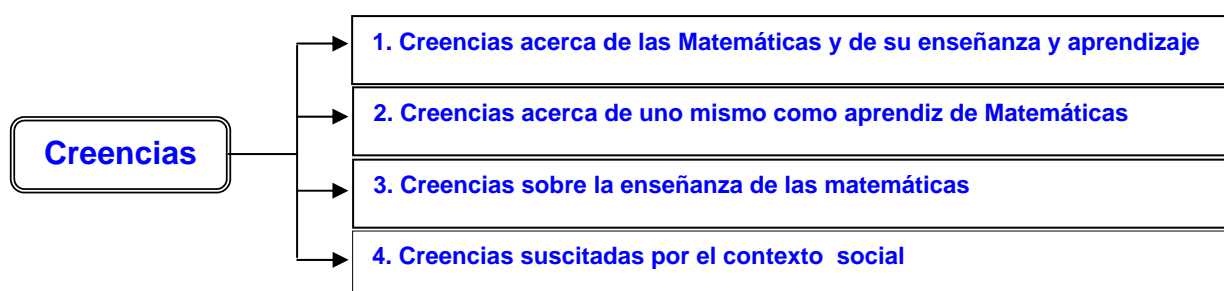 Creencias
1. Creencias acerca de las Matemáticas y de su enseñanza y aprendizaje
2. Creencias acerca de uno mismo como aprendiz de Matemáticas
3. Creencias sobre la enseñanza de las matemáticas
4. Creencias suscitadas por el contexto social